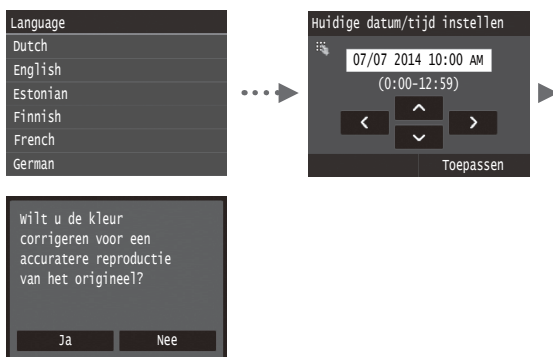 Language
Dutch
English
Estonian
Finnish
French
German
Huidige datum/tijd instellen
07/07 2014 10:00 AM
(0:00-12:59)
Toepassen
Wilt u de kleur
corrigeren voor een
accuratere reproductie
van het origineel?
Ja Nee